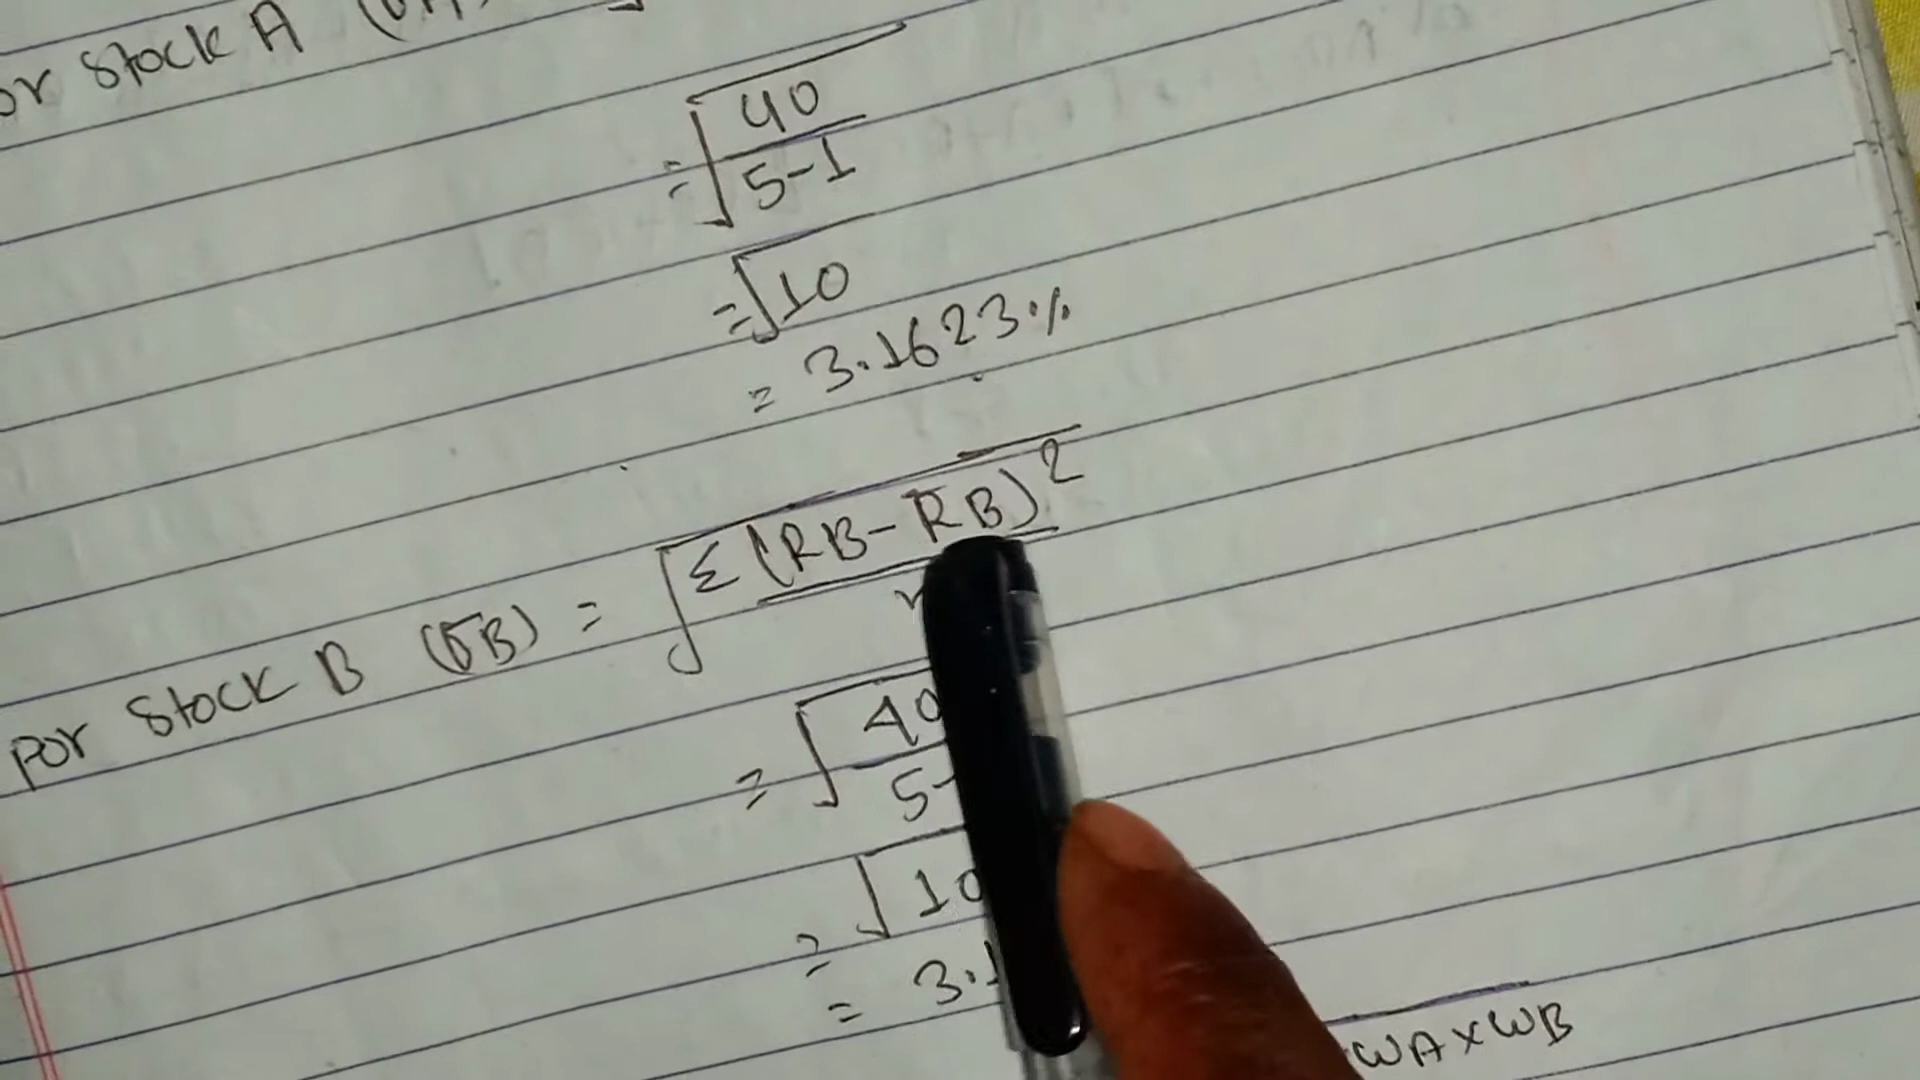 or Stock A
= √40/5-1
= √10
= 3.1623%
For Stock B (σB) = √Σ(RB-R̅B)²
= √40/5-
= √10
= 3.1
WA×WB